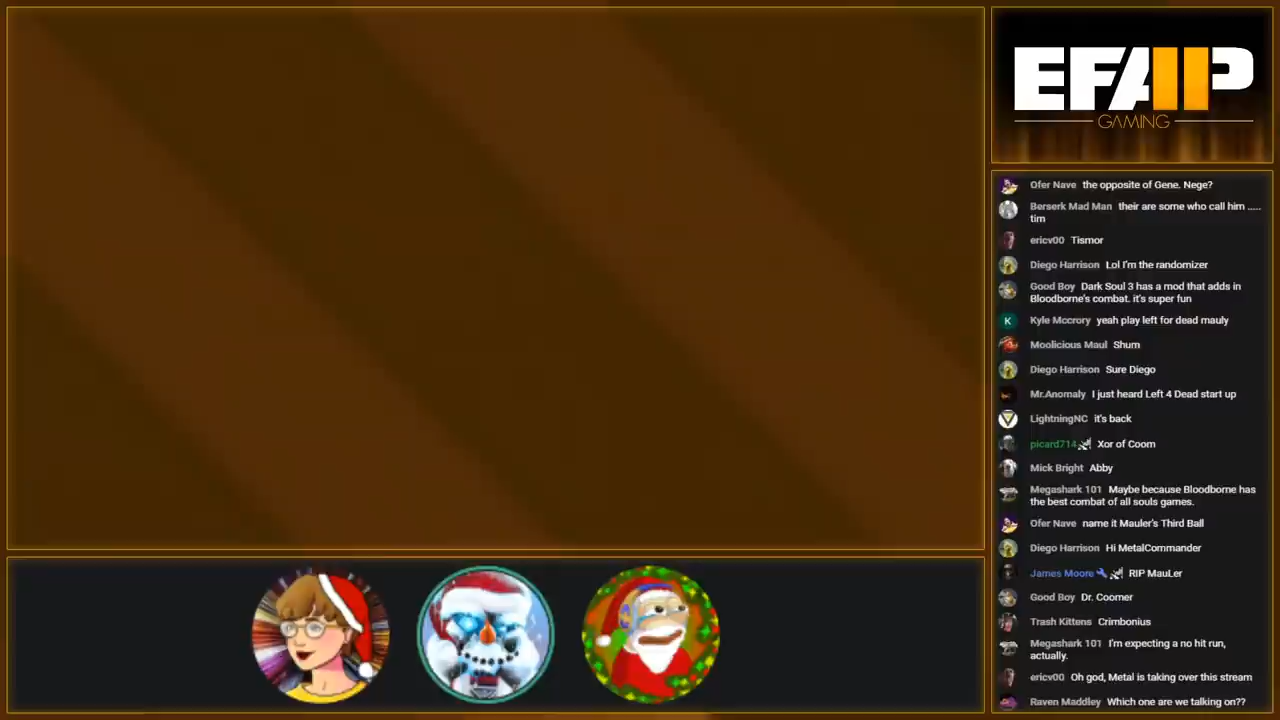 EFAP
GAMING
Ofer Nave the opposite of Gene. Nege?
Berserk Mad Man their are some who call him .....
tim
ericv00 Tismor
Diego Harrison Lol I'm the randomizer
Good Boy Dark Soul 3 has a mod that adds in
Bloodborne's combat. it's super fun
K
Kyle Mccrory yeah play left for dead mauly
Moolicious Maul Shum
Diego Harrison Sure Diego
Mr.Anomaly I just heard Left 4 Dead start up
LightningNC it's back
picard714 Xor of Coom
Mick Bright Abby
Megashark 101 Maybe because Bloodborne has
the best combat of all souls games.
Ofer Nave name it Mauler's Third Ball
Diego Harrison Hi MetalCommander
James Moore RIP MauLer
Good Boy Dr. Coomer
Trash Kittens Crimbonius
Megashark 101 I'm expecting a no hit run,
actually.
ericv00 Oh god, Metal is taking over this stream
Raven Maddley Which one are we talking on??